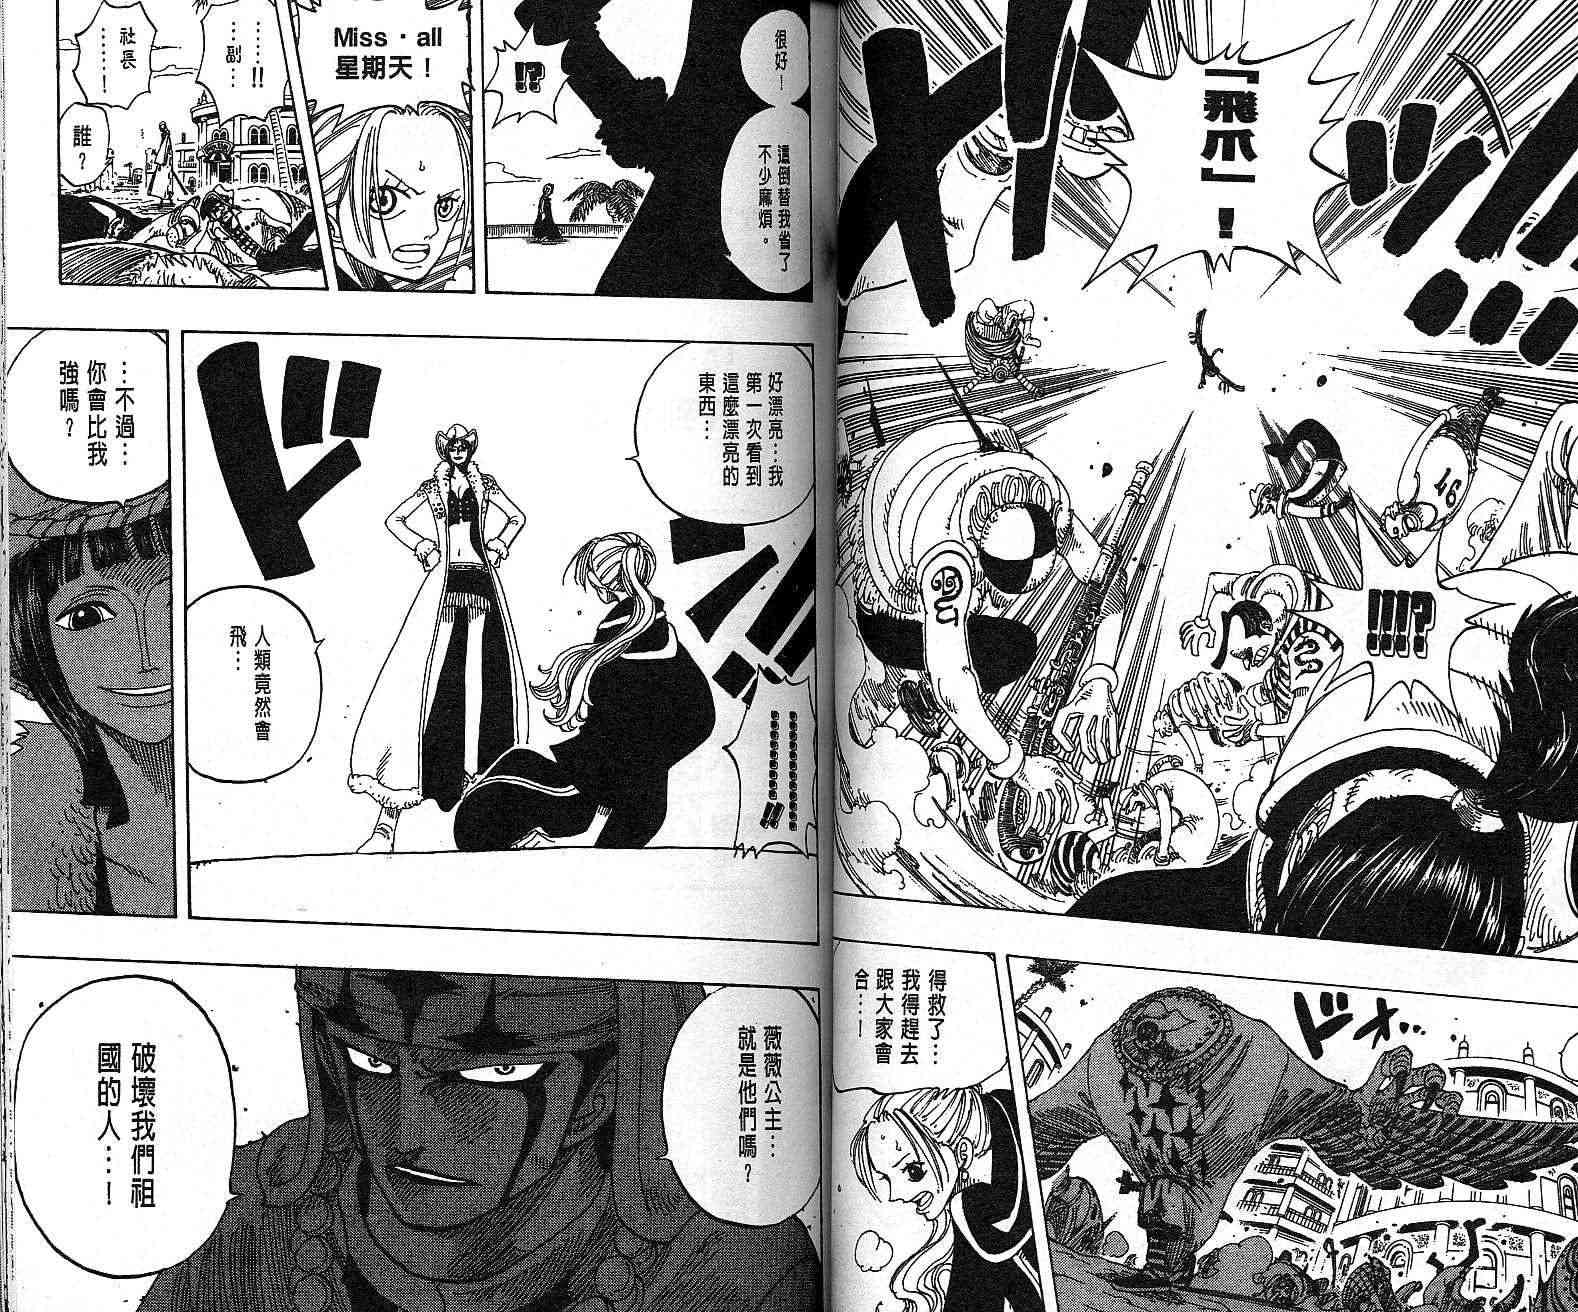 「飛爪」!
!!!!?
ドォ…
得救了…
我得趕去
跟大家會
合…!
很好!
這倒替我省了
不少麻煩。
!?
Miss・all
星期天!
……!!
副…
社長
……!
誰?
好漂亮…我
第一次看到
這麼漂亮的
東西…
ドン
!!
人類竟然會
飛…
…不過…
你會比我
強嗎?
薇薇公主…
就是他們嗎?
破壞我們祖
國的人…!
46